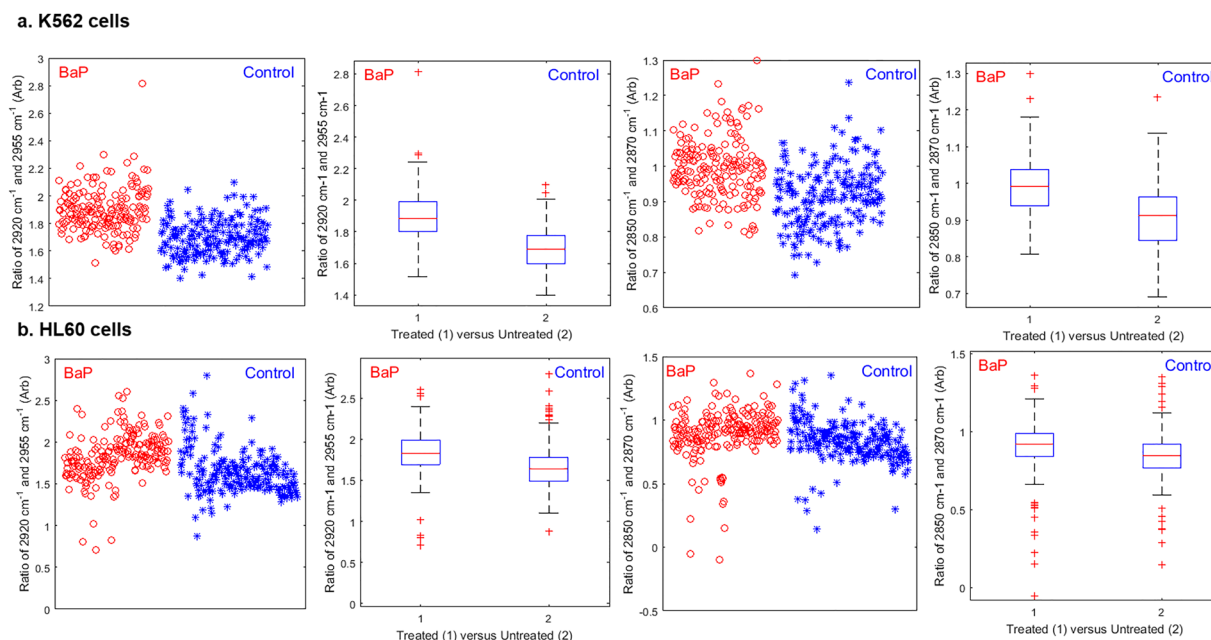 a. K562 cells
Ratio of 2920 cm⁻¹ and 2955 cm⁻¹ (Arb)
3
2.8
2.6
2.4
2.2
2
1.8
1.6
1.4
1.2
BaP
Control
Ratio of 2920 cm-1 and 2955 cm-1
2.8
2.6
2.4
2.2
2
1.8
1.6
1.4
BaP
Control
1
2
Treated (1) versus Untreated (2)
Ratio of 2850 cm⁻¹ and 2870 cm⁻¹ (Arb)
1.3
1.2
1.1
1
0.9
0.8
0.7
0.6
BaP
Control
Ratio of 2850 cm-1 and 2870 cm-1 (Arb)
1.3
1.2
1.1
1
0.9
0.8
0.7
BaP
Control
1
2
Treated (1) versus Untreated (2)
b. HL60 cells
Ratio of 2920 cm⁻¹ and 2955 cm⁻¹ (Arb)
3
2.5
2
1.5
1
0.5
0
BaP
Control
Ratio of 2920 cm-1 and 2955 cm-1 (Arb)
3
2.5
2
1.5
1
0.5
0
BaP
Control
1
2
Treated (1) versus Untreated (2)
Ratio of 2850 cm⁻¹ and 2870 cm⁻¹ (Arb)
1.5
1
0.5
0
-0.5
BaP
Control
Ratio of 2850 cm-1 and 2870 cm-1 (Arb)
1.5
1
0.5
0
BaP
Control
1
2
Treated (1) versus Untreated (2)